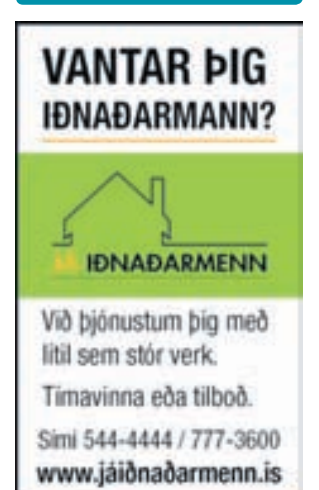 VANTAR ÞIG
IÐNAÐARMANN?
JÁ IÐNAÐARMENN
Við þjónustum þig með
lítil sem stór verk.
Tímavinna eða tilboð.
Sími 544-4444 / 777-3600
www.jáiðnaðarmenn.is